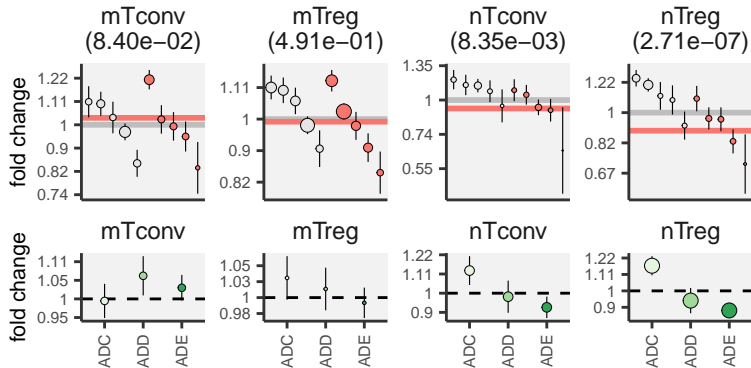 mTconv
(8.40e−02)
mTreg
(4.91e−01)
nTconv
(8.35e−03)
nTreg
(2.71e−07)
fold change
1.22
1.11
1
0.9
0.82
0.74
1.11
1
0.9
0.82
1.35
1
0.74
0.55
1.22
1
0.82
0.67
mTconv
mTreg
nTconv
nTreg
fold change
1.11
1.05
1
0.95
1.05
1.03
1
0.98
1.22
1.11
1
0.9
1.22
1.11
1
0.9
ADC
ADD
ADE
ADC
ADD
ADE
ADC
ADD
ADE
ADC
ADD
ADE